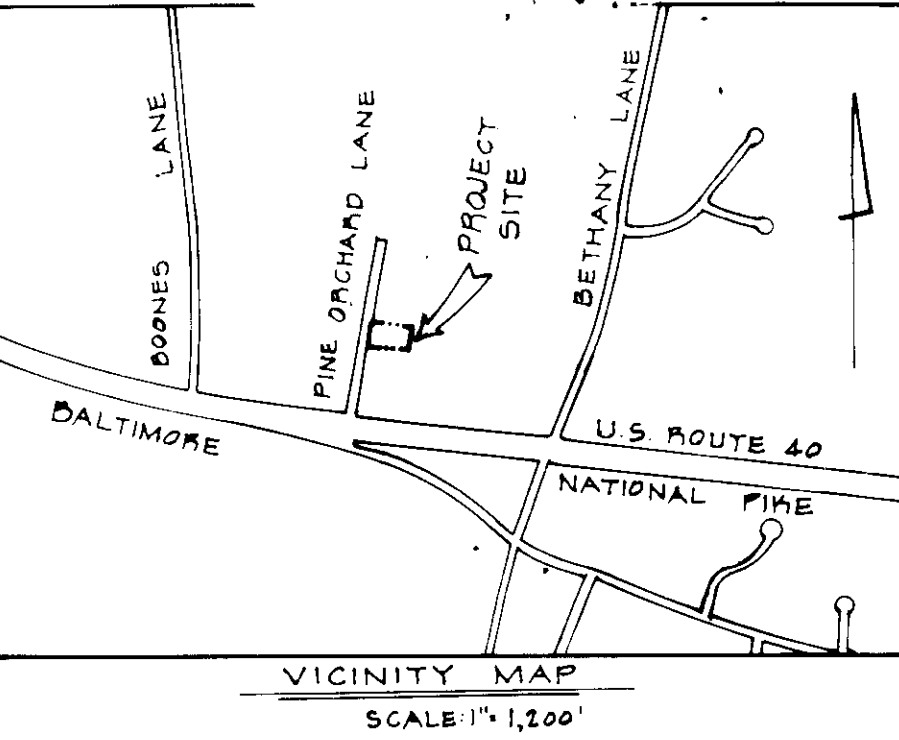 BOONES LANE
PINE ORCHARD LANE
PROJECT
SITE
BETHANY LANE
BALTIMORE
U.S. ROUTE 40
NATIONAL PIKE
VICINITY MAP
SCALE: 1" = 1,200'